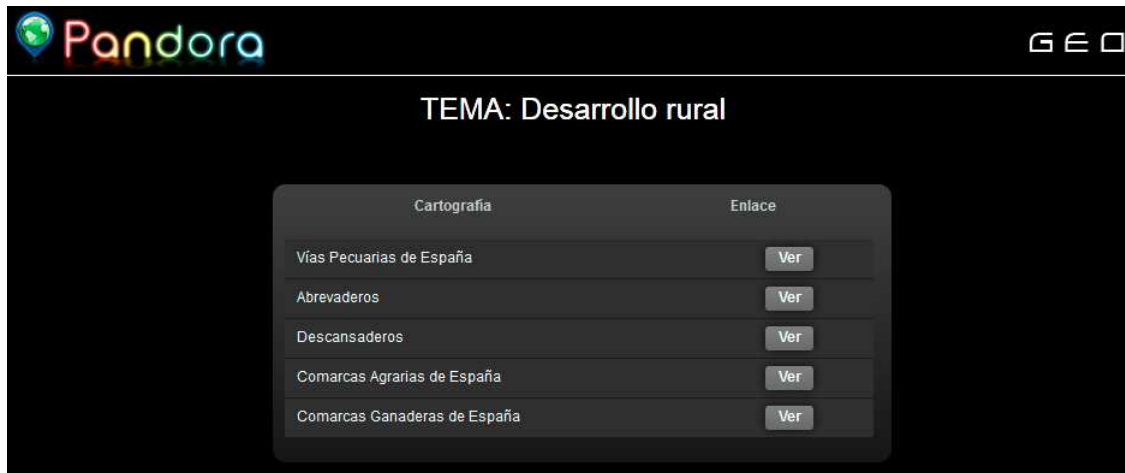 Pandora
GEO
TEMA: Desarrollo rural
Cartografía Enlace
Vías Pecuarias de España Ver
Abrevaderos Ver
Descansaderos Ver
Comarcas Agrarias de España Ver
Comarcas Ganaderas de España Ver